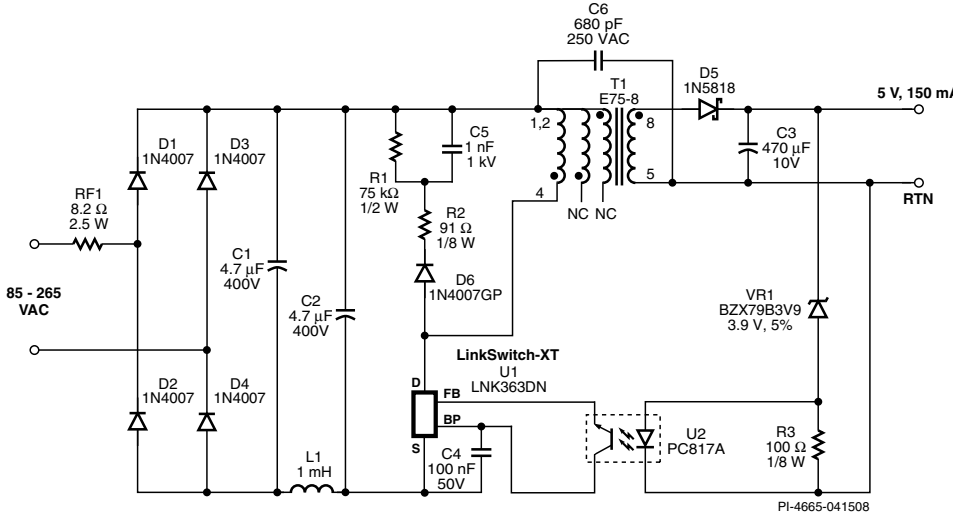 C6
680 pF
250 VAC
D5
1N5818
T1
E75-8
5 V, 150 mA
D1
1N4007
D3
1N4007
R1
75 kΩ
1/2 W
C5
1 nF
1 kV
1,2
8
C3
470 µF
10V
RF1
8.2 Ω
2.5 W
4
5
NC NC
RTN
R2
91 Ω
1/8 W
C1
4.7 µF
400V
85 - 265
VAC
C2
4.7 µF
400V
D6
1N4007GP
VR1
BZX79B3V9
3.9 V, 5%
LinkSwitch-XT
U1
LNK363DN
D2
1N4007
D4
1N4007
D
FB
BP
S
U2
PC817A
R3
100 Ω
1/8 W
L1
1 mH
C4
100 nF
50V
PI-4665-041508